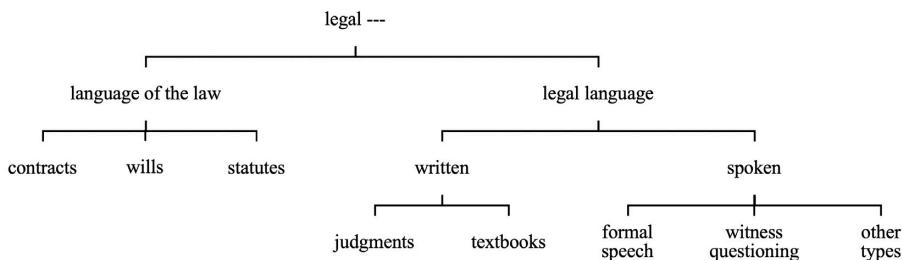 legal ---
language of the law
legal language
contracts
wills
statutes
written
spoken
judgments
textbooks
formal
speech
witness
questioning
other
types